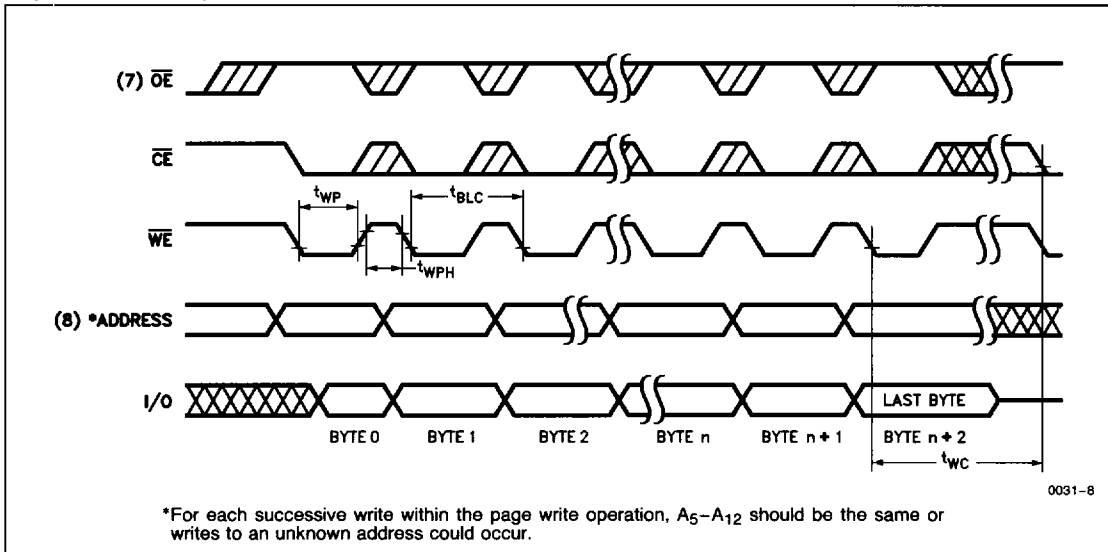 (7) OE
CE
tWP
tBLC
WE
tWPH
(8) *ADDRESS
I/O
LAST BYTE
BYTE 0 BYTE 1 BYTE 2 BYTE n BYTE n + 1 BYTE n + 2
tWC
0031–8
*For each successive write within the page write operation, A5–A12 should be the same or
writes to an unknown address could occur.